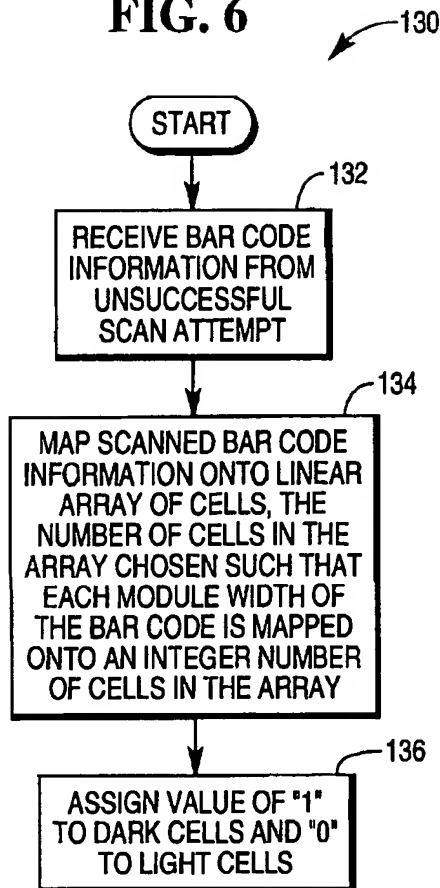 FIG. 6
130
START
132
RECEIVE BAR CODE
INFORMATION FROM
UNSUCCESSFUL
SCAN ATTEMPT
134
MAP SCANNED BAR CODE
INFORMATION ONTO LINEAR
ARRAY OF CELLS, THE
NUMBER OF CELLS IN THE
ARRAY CHOSEN SUCH THAT
EACH MODULE WIDTH OF
THE BAR CODE IS MAPPED
ONTO AN INTEGER NUMBER
OF CELLS IN THE ARRAY
136
ASSIGN VALUE OF "1"
TO DARK CELLS AND "0"
TO LIGHT CELLS